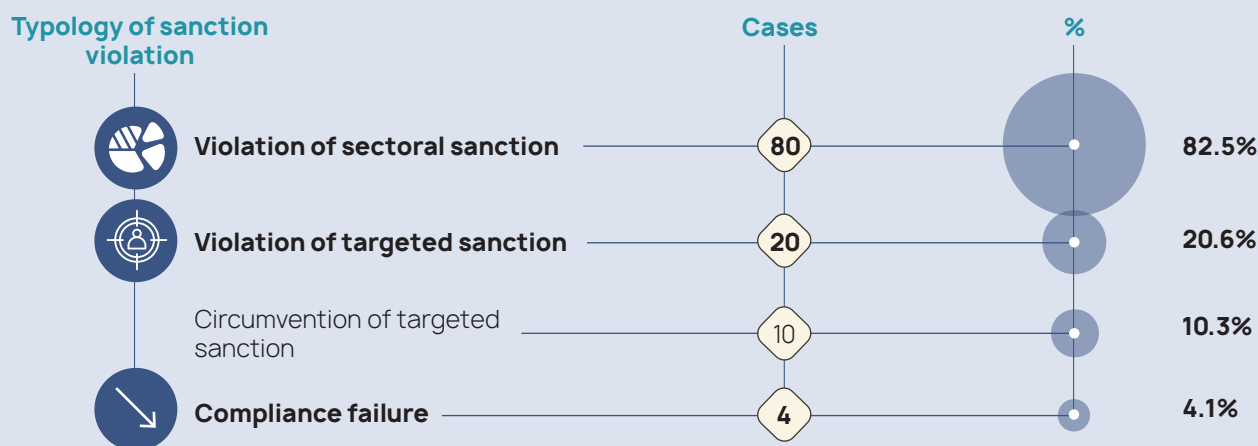 Typology of sanction
violation
Cases
%
Violation of sectoral sanction 80 82.5%
Violation of targeted sanction 20 20.6%
Circumvention of targeted
sanction 10 10.3%
Compliance failure 4 4.1%